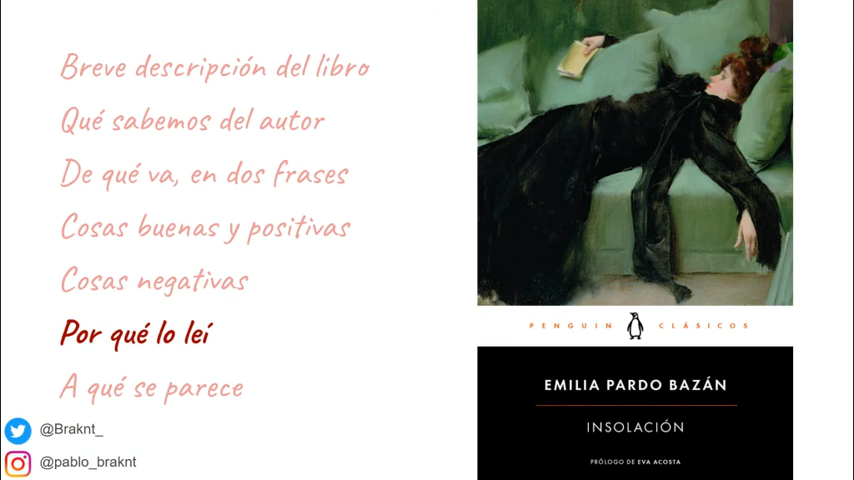 Breve descripción del libro
Qué sabemos del autor
De qué va, en dos frases
Cosas buenas y positivas
Cosas negativas
Por qué lo leí
A qué se parece
@Braknt_
@pablo_braknt
PENGUIN CLÁSICOS
EMILIA PARDO BAZÁN
INSOLACIÓN
PRÓLOGO DE EVA ACOSTA